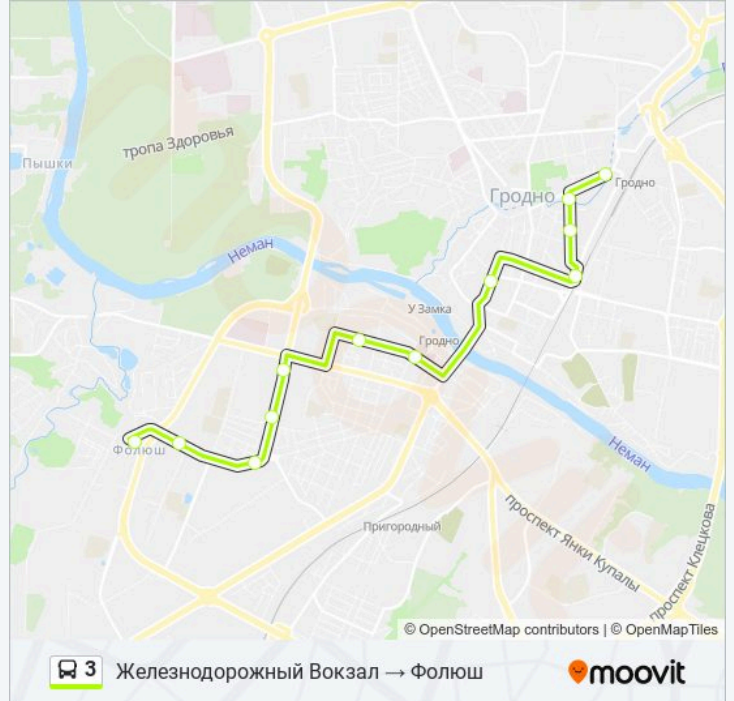 тропа Здоровья
Пышки
Гродно
Гродно
Неман
У Замка
Гродно
Фолюш
Неман
Пригородный
проспект Янки Купалы
проспект Клецкова
© OpenStreetMap contributors | © OpenMapTiles
3 Железнодорожный Вокзал → Фолюш
moovit